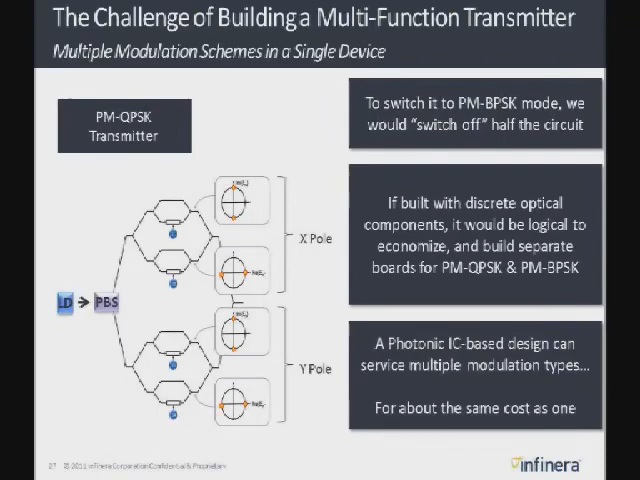 The Challenge of Building a Multi-Function Transmitter
Multiple Modulation Schemes in a Single Device
PM-QPSK
Transmitter
To switch it to PM-BPSK mode, we
would "switch off" half the circuit
If built with discrete optical
components, it would be logical to
economize, and build separate
boards for PM-QPSK & PM-BPSK
X Pole
LD
PBS
A Photonic IC-based design can
service multiple modulation types...
For about the same cost as one
Y Pole
27 © 2011 Infinera Corporation Confidential & Proprietary
infinera